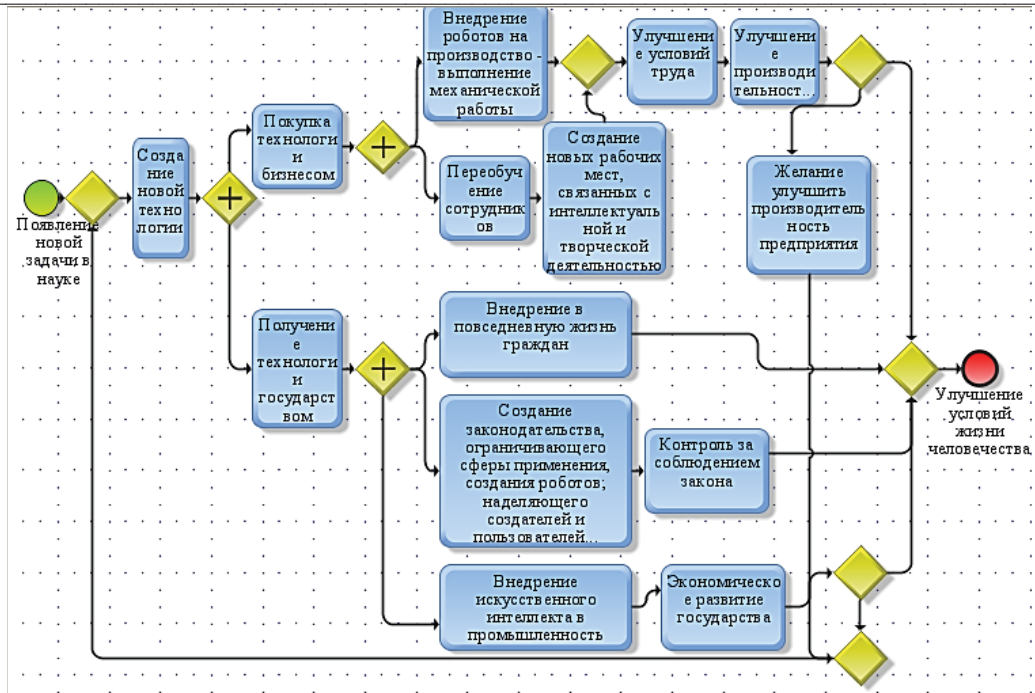 Появление
новой
задачи в
науке
Созда
ние
новой
техно
логии
Покупка
технологи
и
бизнесом
Внедрение
роботов на
производство -
выполнение
механической
работы
Переобуч
ение
сотрудник
ов
Создание
новых рабочих
мест,
связанных с
интеллектуаль
ной и
творческой
деятельностью
Улучшени
е условий
труда
Улучшени
е
производи
тельност...
Желание
улучшить
производитель
ность
предприятия
Получени
е
технологи
и
государст
вом
Внедрение в
повседневную жизнь
граждан
Создание
законодательства,
ограничивающего
сферы применения,
создания роботов;
наделяющего
создателей и
пользователей...
Контроль за
соблюдением
закона
Внедрение
искусственного
интеллекта в
промышленность
Экономическо
е развитие
государства
Улучшение
условий
жизни
человечества